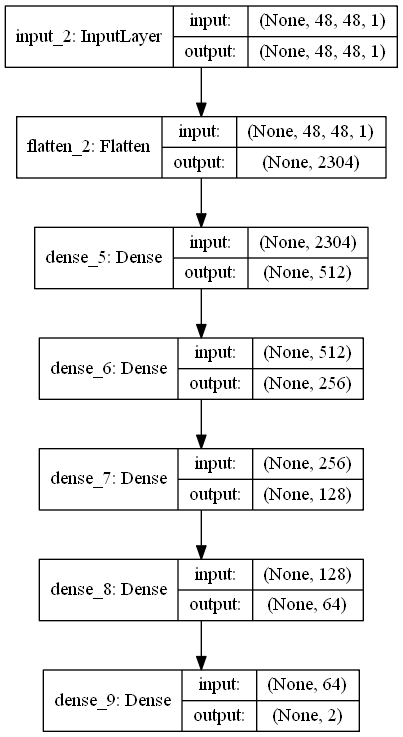 input_2: InputLayer
input: (None, 48, 48, 1)
output: (None, 48, 48, 1)
flatten_2: Flatten
input: (None, 48, 48, 1)
output: (None, 2304)
dense_5: Dense
input: (None, 2304)
output: (None, 512)
dense_6: Dense
input: (None, 512)
output: (None, 256)
dense_7: Dense
input: (None, 256)
output: (None, 128)
dense_8: Dense
input: (None, 128)
output: (None, 64)
dense_9: Dense
input: (None, 64)
output: (None, 2)